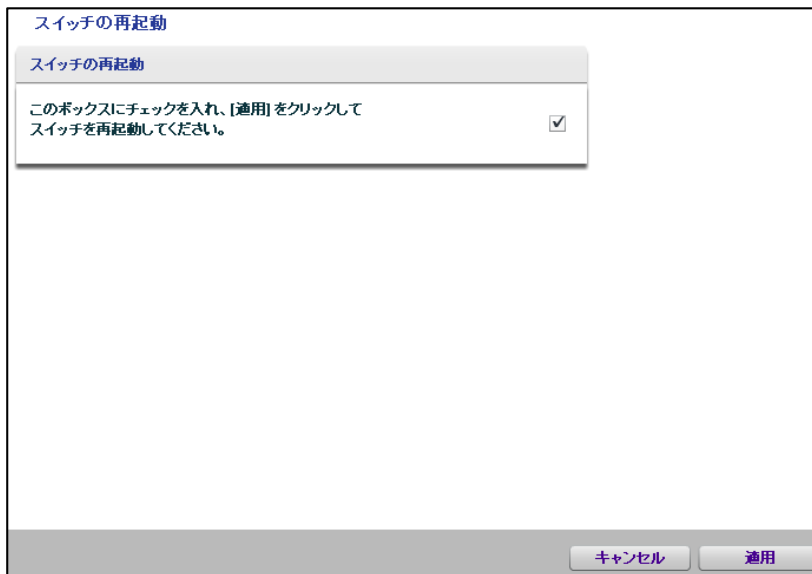 スイッチの再起動
スイッチの再起動
このボックスにチェックを入れ、[適用]をクリックして
スイッチを再起動してください。
キャンセル
適用